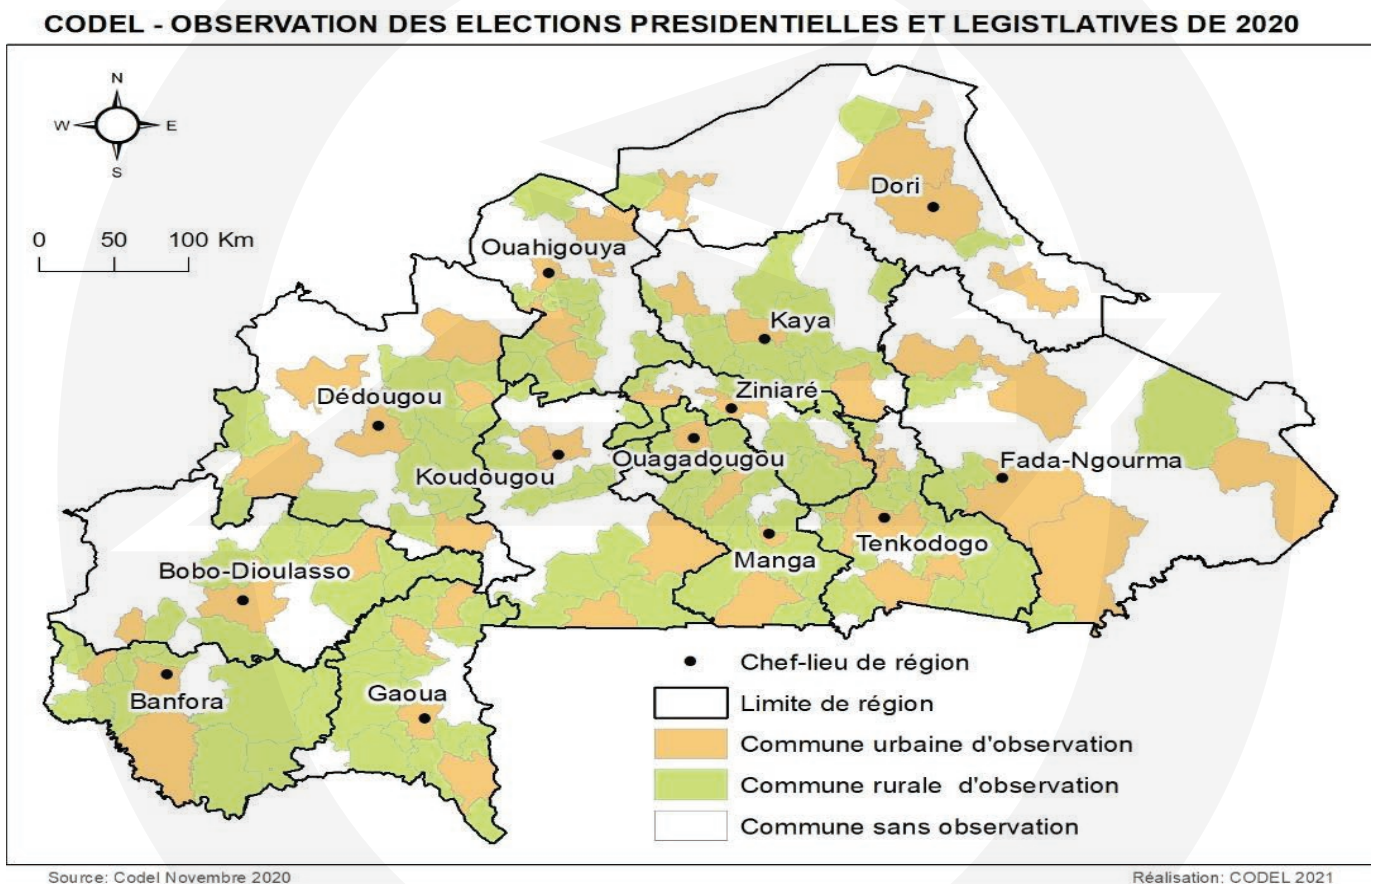 CODEL - OBSERVATION DES ELECTIONS PRESIDENTIELLES ET LEGISTLATIVES DE 2020
N
W E
S
0 50 100 Km
Dori
Ouahigouya
Kaya
Dédougou
Ziniaré
Ouagadougou
Koudougou
Fada-Ngourma
Tenkodogo
Manga
Bobo-Dioulasso
Banfora
Gaoua
Chef-lieu de région
Limite de région
Commune urbaine d'observation
Commune rurale d'observation
Commune sans observation
Source: Codel Novembre 2020
Réalisation: CODEL 2021